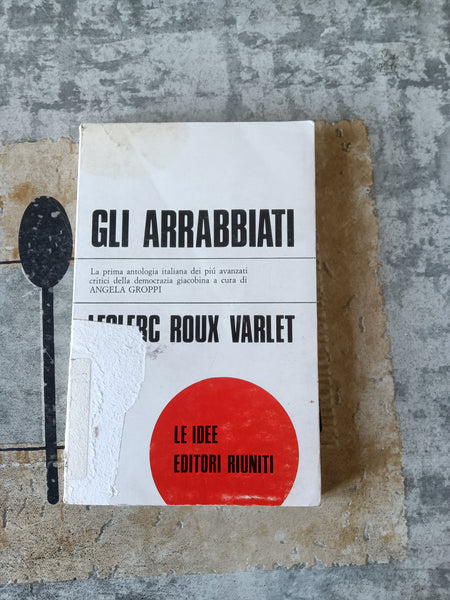 GLI ARRABBIATI
La prima antologia italiana dei piú avanzati
critici della democrazia giacobina a cura di
ANGELA GROPPI
LECLERC ROUX VARLET
LE IDEE
EDITORI RIUNITI